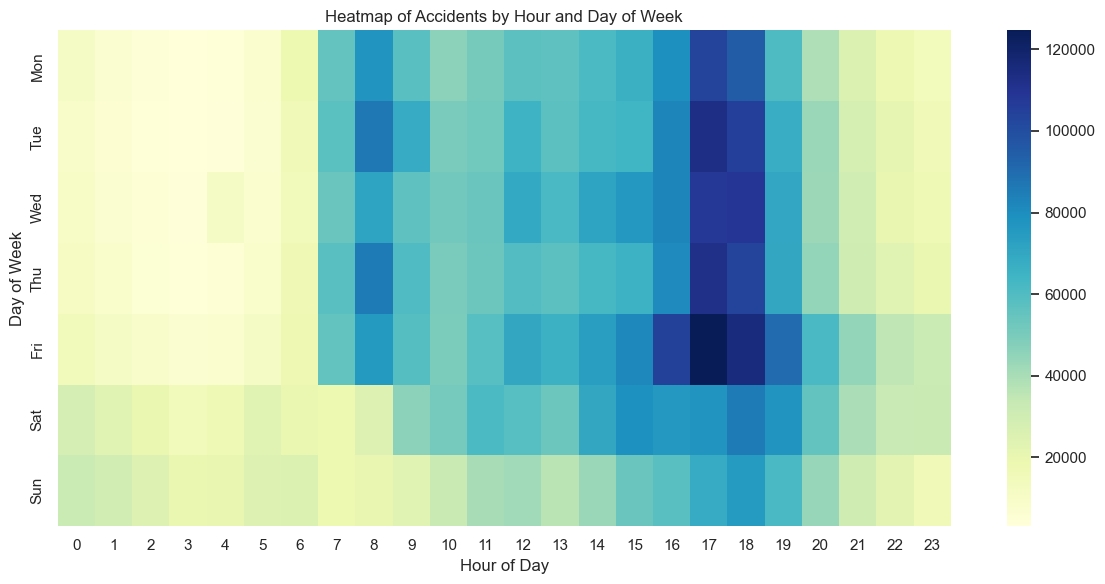 Heatmap of Accidents by Hour and Day of Week
Day of Week
Mon
Tue
Wed
Thu
Fri
Sat
Sun
0 1 2 3 4 5 6 7 8 9 10 11 12 13 14 15 16 17 18 19 20 21 22 23
Hour of Day
120000
100000
80000
60000
40000
20000